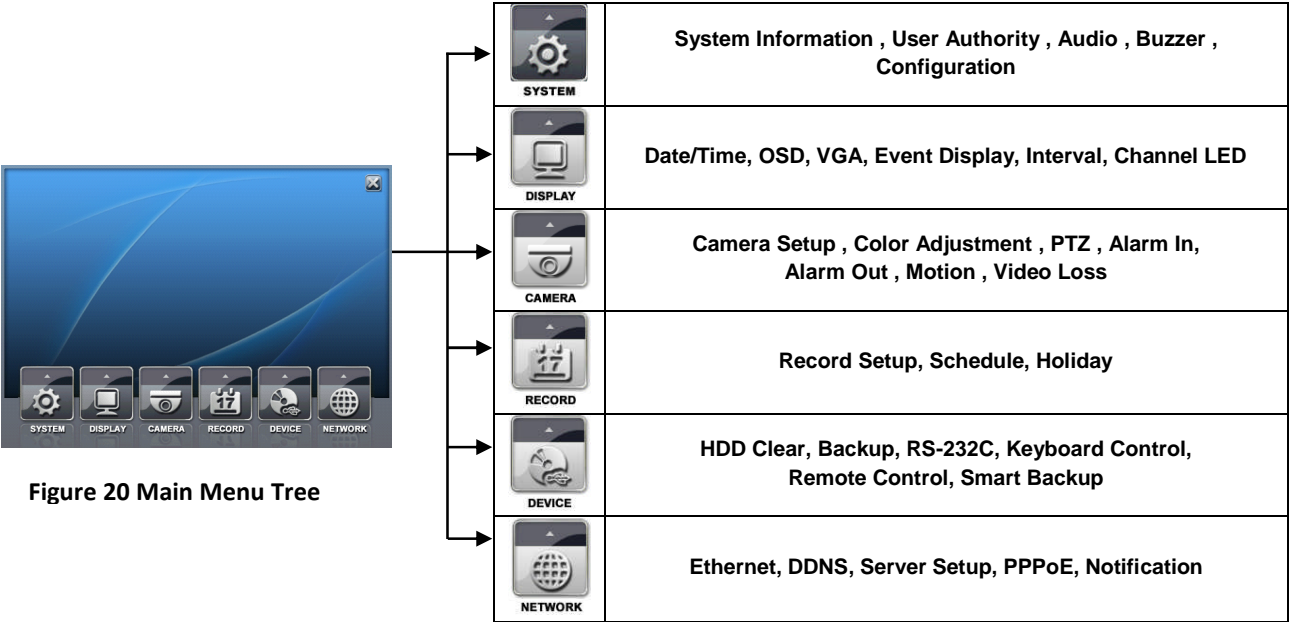 System Information , User Authority , Audio , Buzzer ,
Configuration
SYSTEM
Date/Time, OSD, VGA, Event Display, Interval, Channel LED
DISPLAY
Camera Setup , Color Adjustment , PTZ , Alarm In,
Alarm Out , Motion , Video Loss
CAMERA
17
Record Setup, Schedule, Holiday
RECORD
HDD Clear, Backup, RS-232C, Keyboard Control,
Remote Control, Smart Backup
DEVICE
Ethernet, DDNS, Server Setup, PPPoE, Notification
NETWORK
17
SYSTEM DISPLAY CAMERA RECORD DEVICE NETWORK
Figure 20 Main Menu Tree